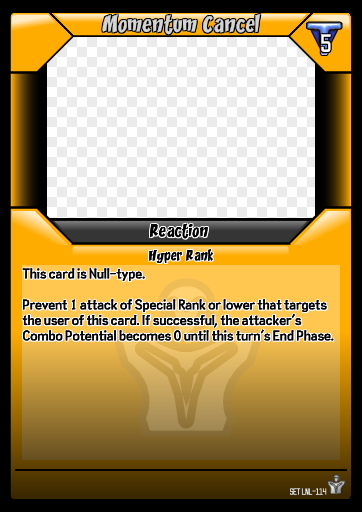 Momentum Cancel
5
Reaction
Hyper Rank
This card is Null-type.
Prevent 1 attack of Special Rank or lower that targets
the user of this card. If successful, the attacker's
Combo Potential becomes 0 until this turn's End Phase.
SET LNL-114